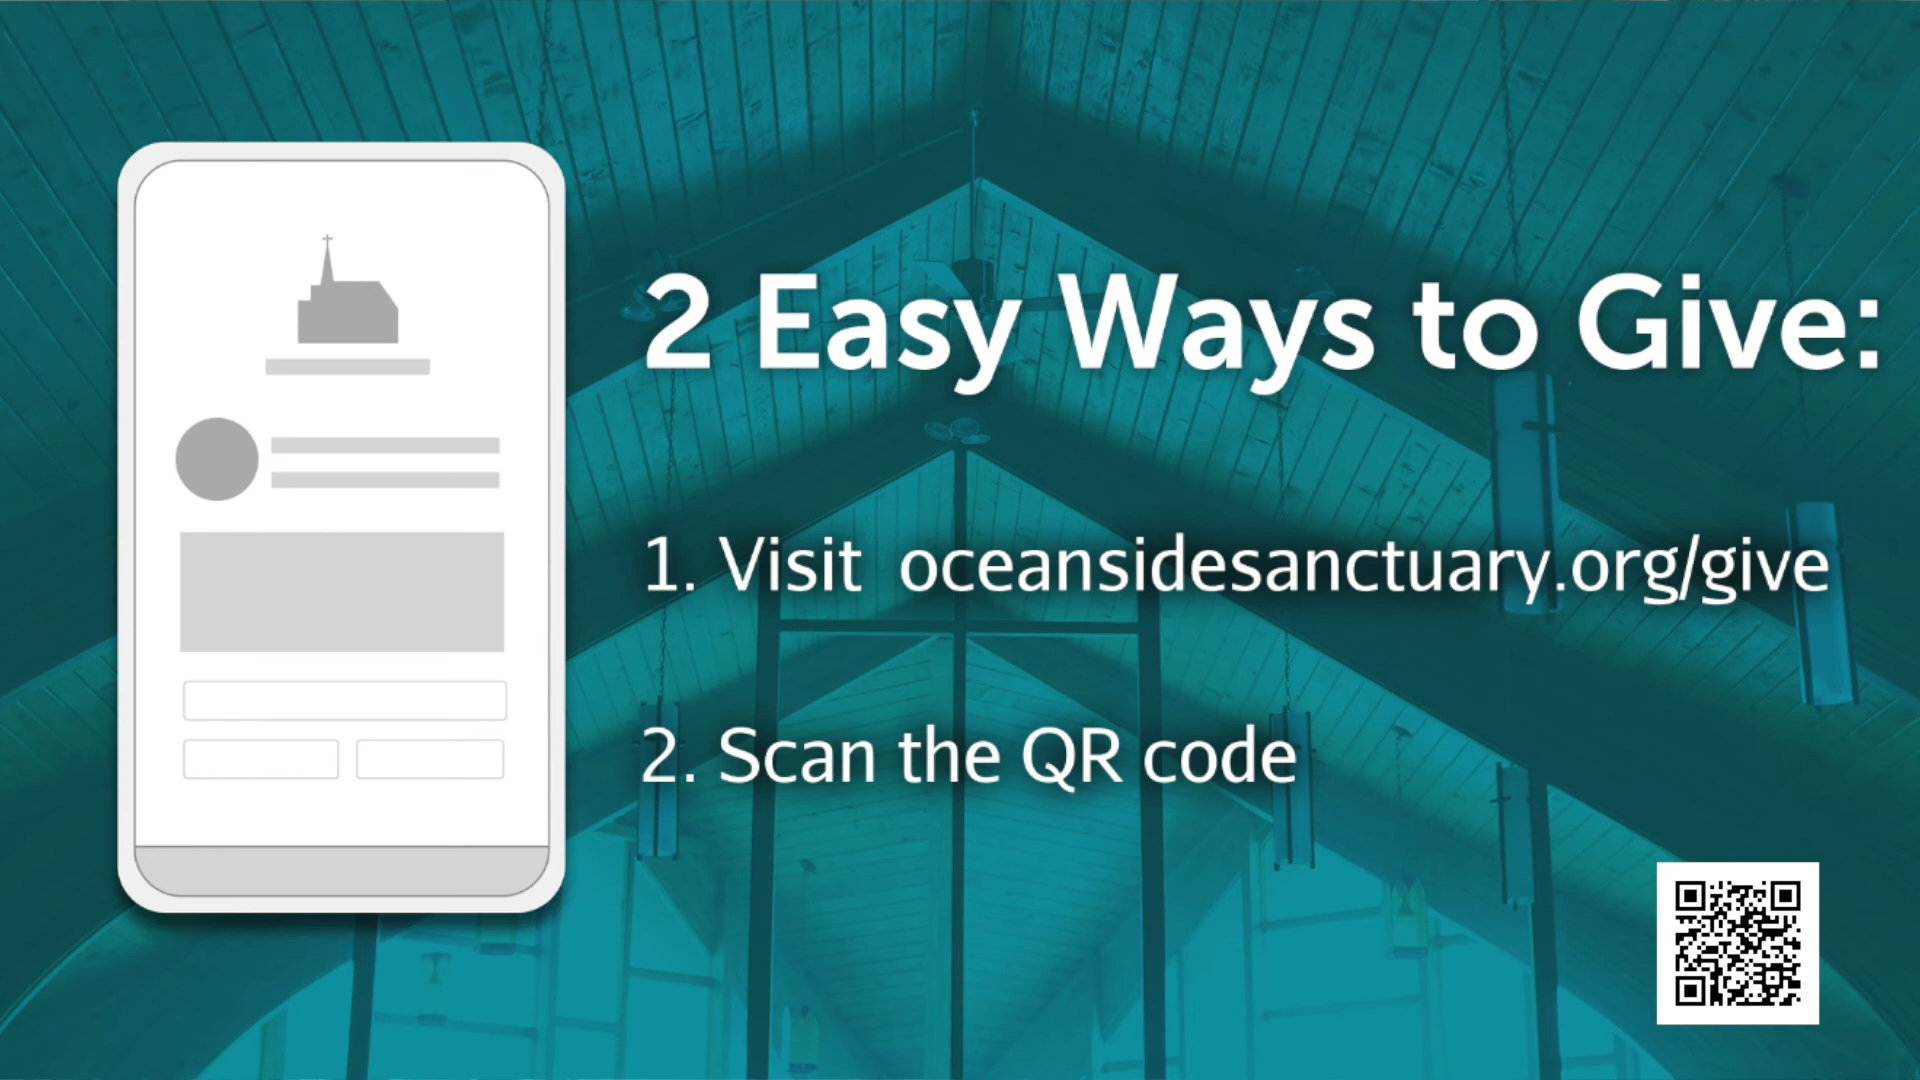 2 Easy Ways to Give:
1. Visit oceansidesanctuary.org/give
2. Scan the QR code